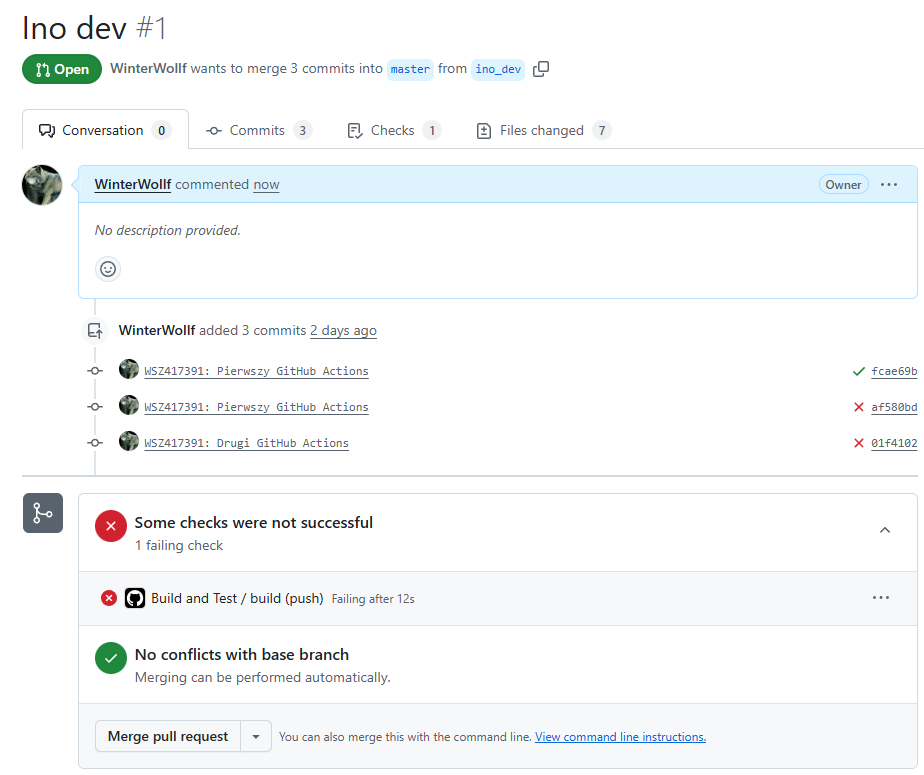 Ino dev #1
Open WinterWollf wants to merge 3 commits into master from ino_dev
Conversation 0 Commits 3 Checks 1 Files changed 7
WinterWollf commented now Owner
No description provided.
WinterWollf added 3 commits 2 days ago
WSZ417391: Pierwszy GitHub Actions fcae69b
WSZ417391: Pierwszy GitHub Actions af580bd
WSZ417391: Drugi GitHub Actions 01f4102
Some checks were not successful
1 failing check
Build and Test / build (push) Failing after 12s
No conflicts with base branch
Merging can be performed automatically.
Merge pull request You can also merge this with the command line. View command line instructions.